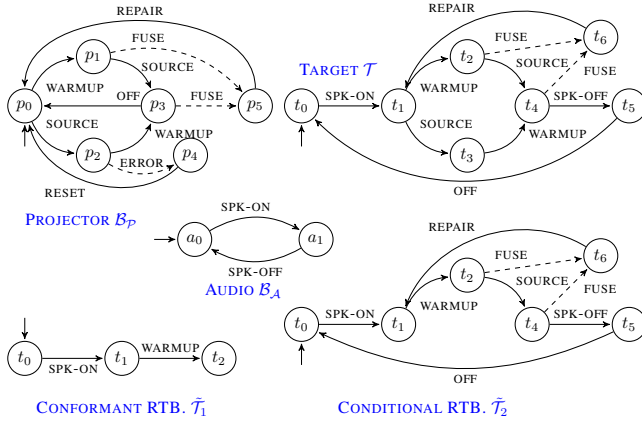 REPAIR
REPAIR
p₁ FUSE
t₂ FUSE t₆
TARGET 𝒯
SOURCE
SOURCE
FUSE
WARMUP
FUSE
WARMUP
p₀ OFF p₃ p₅
t₀ SPK-ON t₁ t₄ SPK-OFF t₅
SOURCE
WARMUP
SOURCE
WARMUP
p₂ ERROR p₄
t₃
RESET
OFF
PROJECTOR ℬ_𝒫
SPK-ON
a₀ a₁
SPK-OFF
AUDIO ℬ_𝒜
REPAIR
t₂ FUSE t₆
SOURCE
WARMUP
FUSE
t₀ SPK-ON t₁ t₄ SPK-OFF t₅
OFF
t₀ SPK-ON t₁ WARMUP t₂
CONFORMANT RTB. 𝒯̃₁
CONDITIONAL RTB. 𝒯̃₂